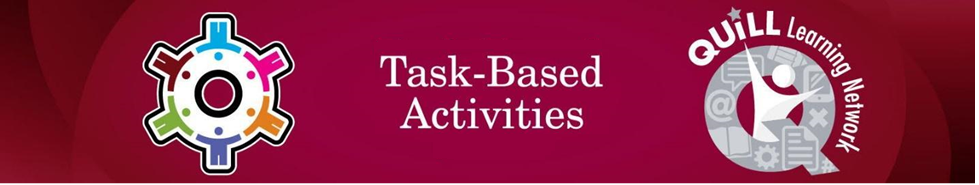 Task-Based
Activities
QUILL Learning Network